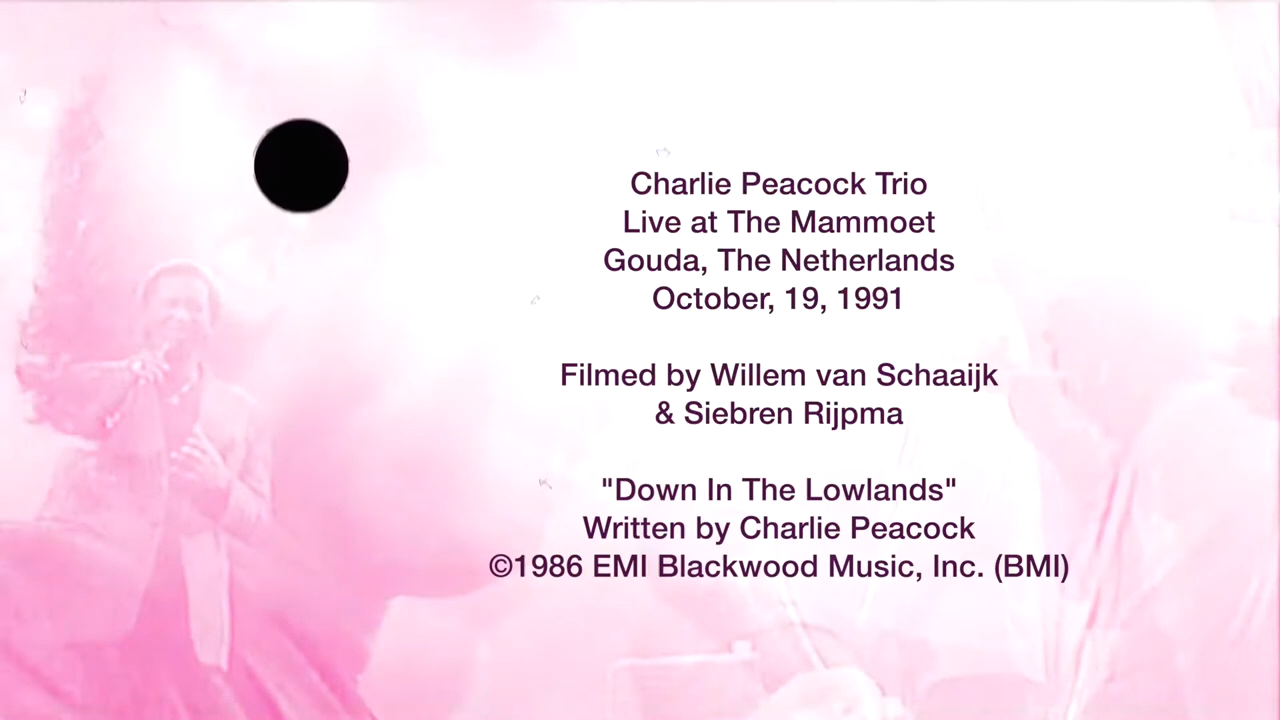 Charlie Peacock Trio
Live at The Mammoet
Gouda, The Netherlands
October, 19, 1991
Filmed by Willem van Schaaijk
& Siebren Rijpma
"Down In The Lowlands"
Written by Charlie Peacock
©1986 EMI Blackwood Music, Inc. (BMI)